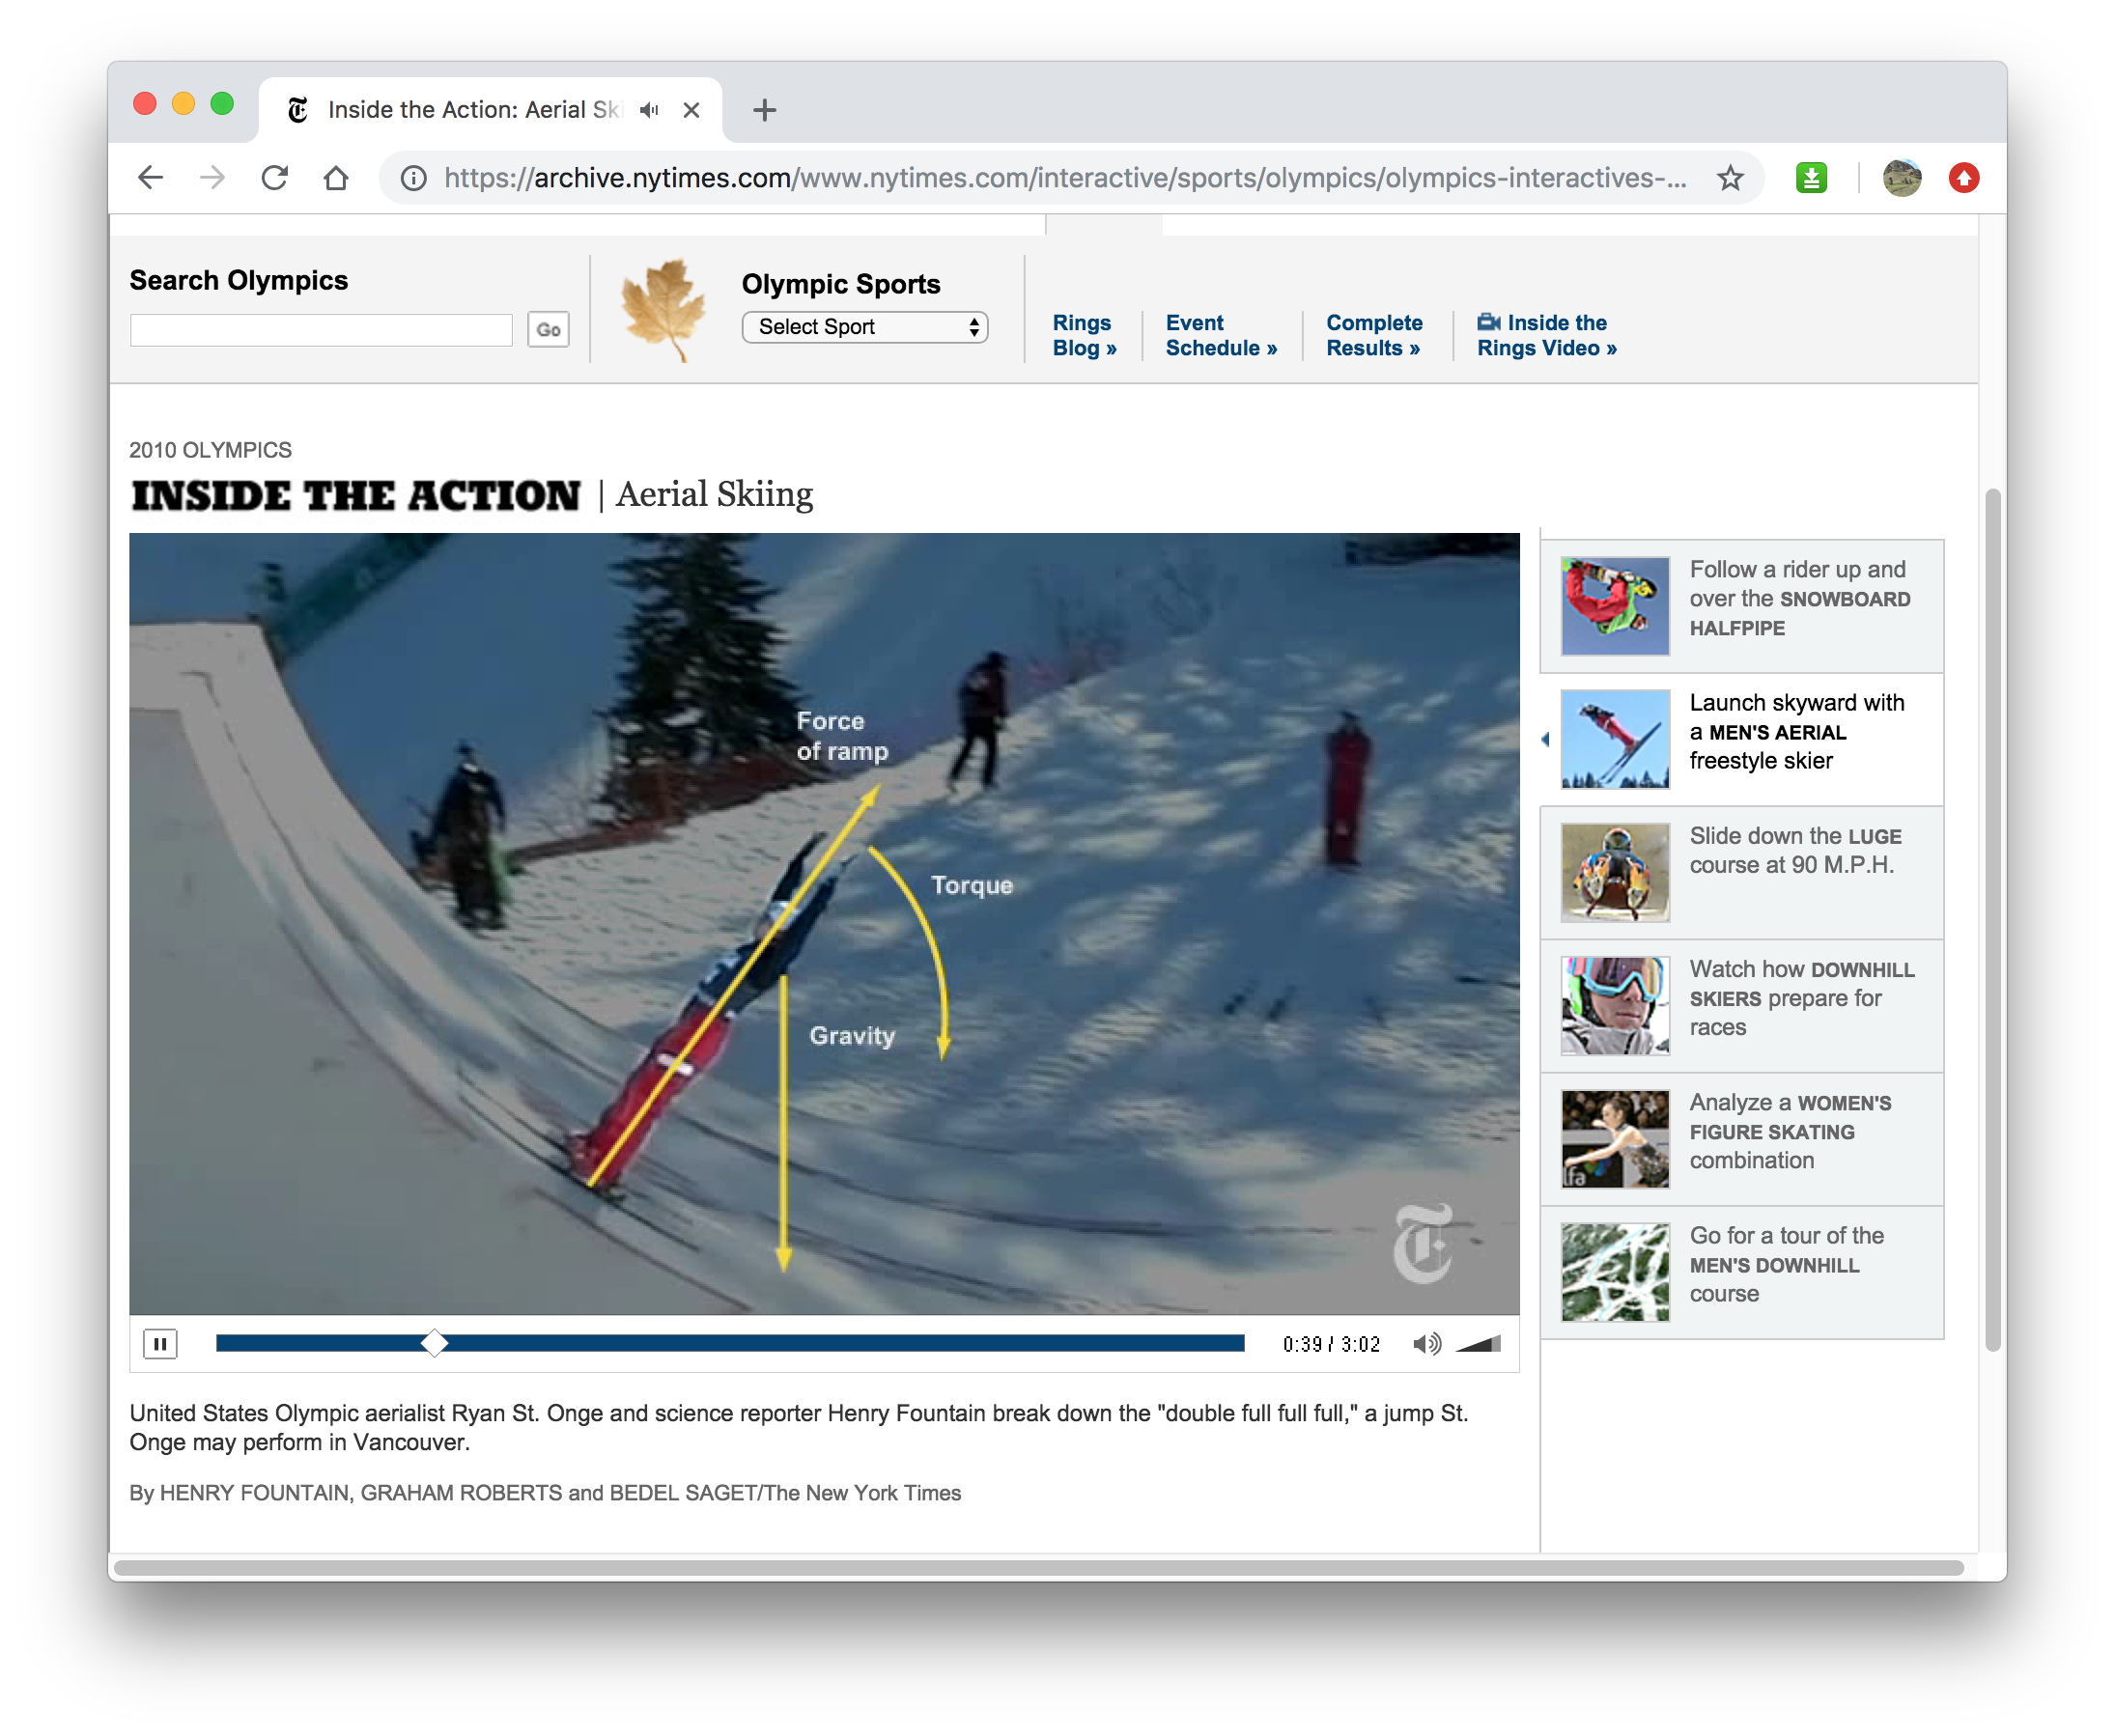 Inside the Action: Aerial Ski
https://archive.nytimes.com/www.nytimes.com/interactive/sports/olympics/olympics-interactives-...
Search Olympics
Go
Olympic Sports
Select Sport
Rings
Blog »
Event
Schedule »
Complete
Results »
Inside the
Rings Video »
2010 OLYMPICS
INSIDE THE ACTION | Aerial Skiing
Force
of ramp
Torque
Gravity
0:39 / 3:02
United States Olympic aerialist Ryan St. Onge and science reporter Henry Fountain break down the "double full full full," a jump St.
Onge may perform in Vancouver.
By HENRY FOUNTAIN, GRAHAM ROBERTS and BEDEL SAGET/The New York Times
Follow a rider up and
over the SNOWBOARD
HALFPIPE
Launch skyward with
a MEN'S AERIAL
freestyle skier
Slide down the LUGE
course at 90 M.P.H.
Watch how DOWNHILL
SKIERS prepare for
races
Analyze a WOMEN'S
FIGURE SKATING
combination
Go for a tour of the
MEN'S DOWNHILL
course